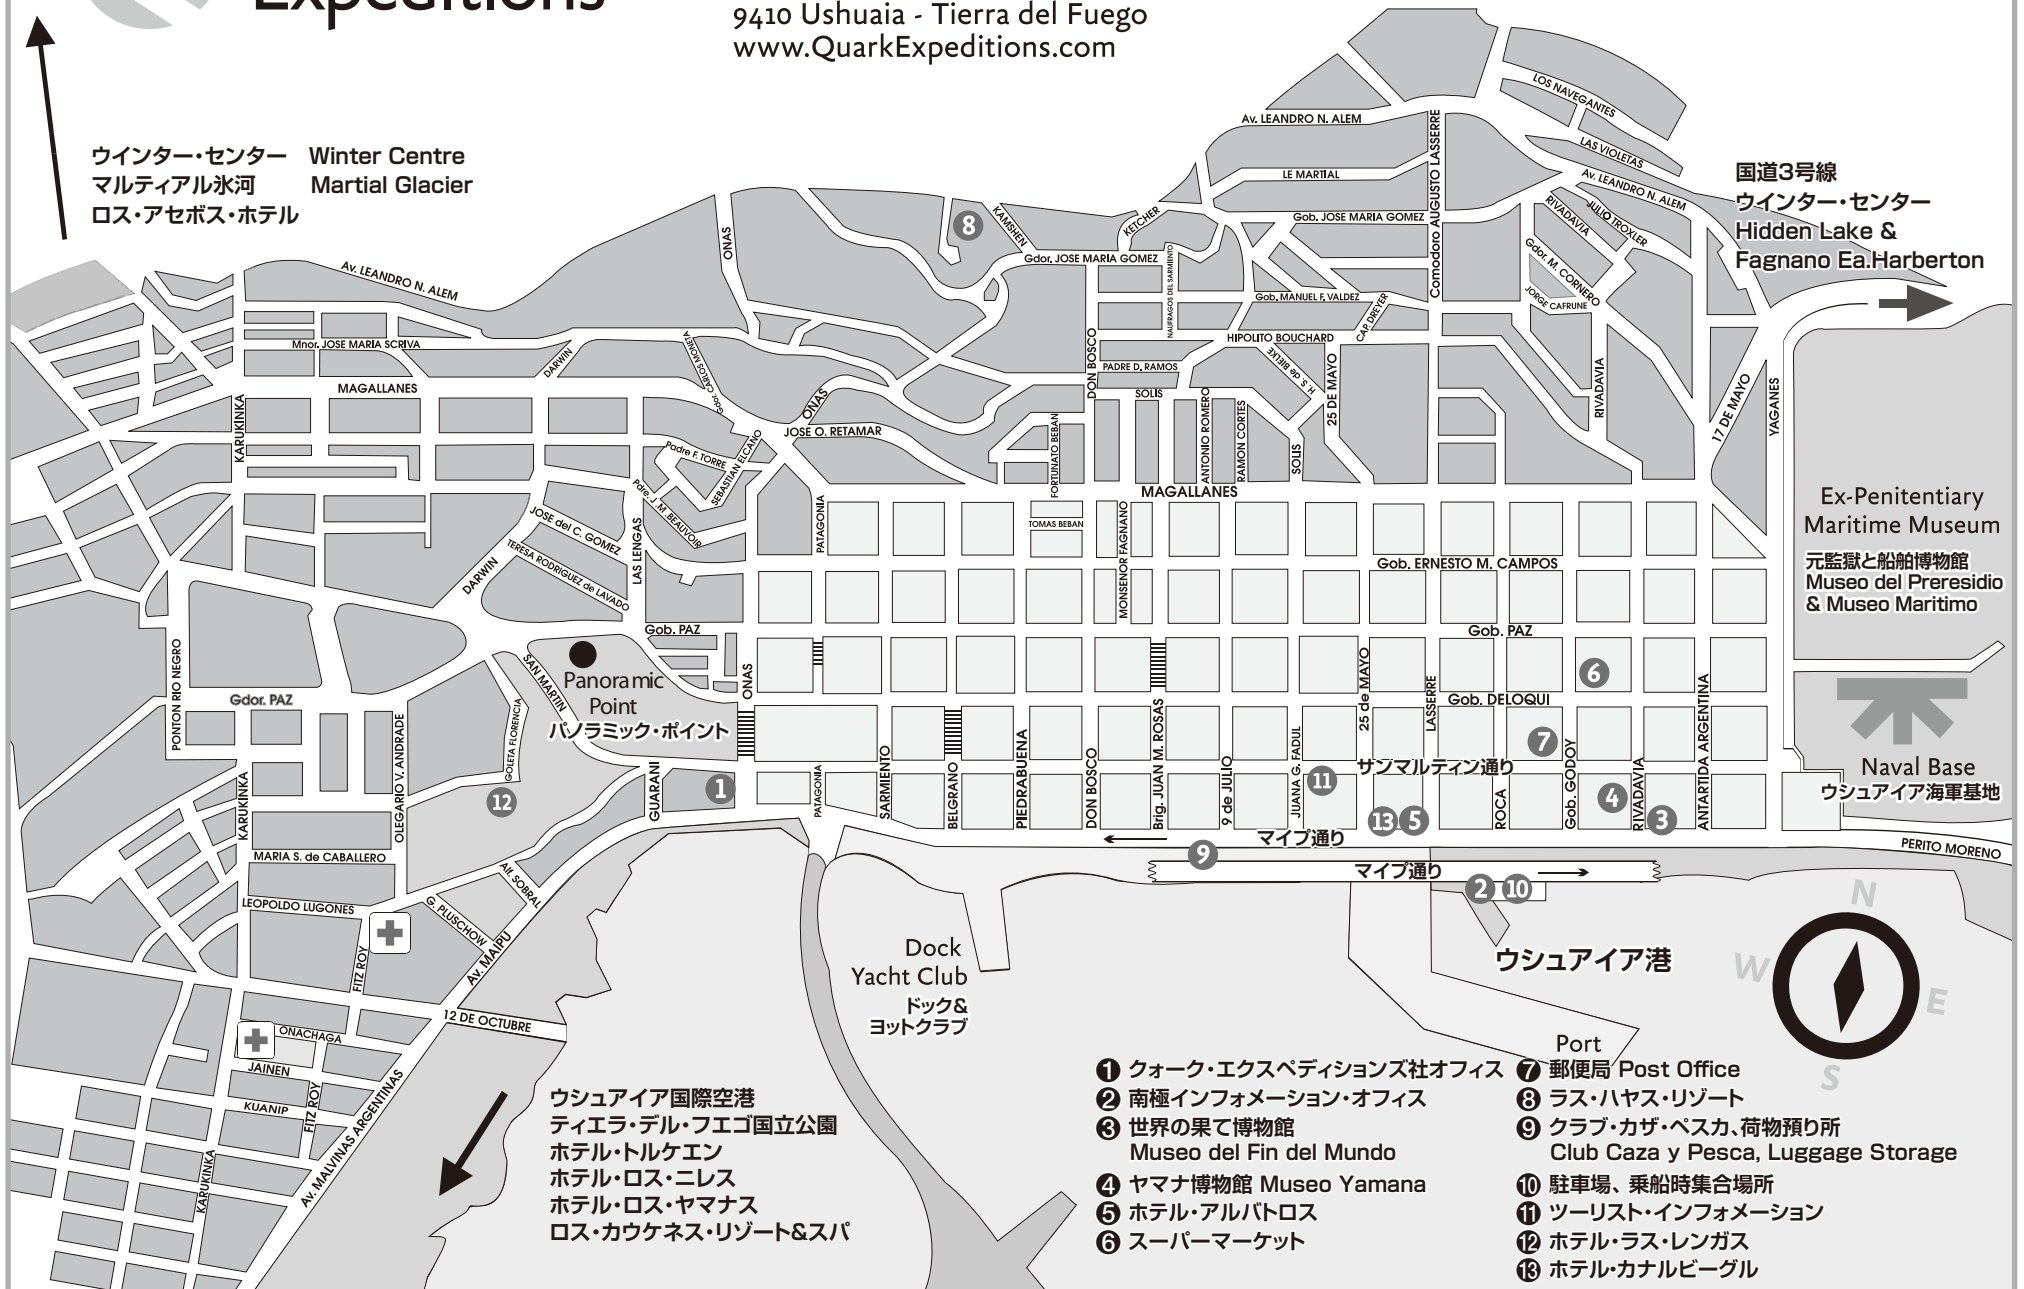 Expeditions
9410 Ushuaia - Tierra del Fuego
www.QuarkExpeditions.com
ウインター・センター Winter Centre
マルティアル氷河 Martial Glacier
ロス・アセボス・ホテル
国道3号線
ウインター・センター
Hidden Lake &
Fagnano Ea.Harberton
LOS NAVEGANTES
Av. LEANDRO N. ALEM
LAS VIOLETAS
LE MARTIAL
Av. LEANDRO N. ALEM
Comodoro AUGUSTO LASSERRE
Gob. JOSE MARIA GOMEZ
RIVADAVIA
JULIO TROXLER
KETCHER
KAMSHEN
8
ONAS
Gdor. JOSE MARIA GOMEZ
NAUFRAGOS DEL SARMIENTO
Gdor. M. CORNERO
JORGE CAFRUNE
Av. LEANDRO N. ALEM
Gob. MANUEL F. VALDEZ
CAP. DREYER
HIPOLITO BOUCHARD
Mnor. JOSE MARIA SCRIVA
DARWIN
Gdor. CARLOS MONETA
DON BOSCO
PADRE D. RAMOS
H. S. de BIELKE
25 DE MAYO
RIVADAVIA
17 DE MAYO
YAGANES
MAGALLANES
KARUKINKA
ONAS
SOLIS
JOSE O. RETAMAR
FORTUNATO BEBAN
ANTONIO ROMERO
RAMON CORTES
SOLIS
Padre F. TORRE
SEBASTIAN ELCANO
Pdre. J. M. BEAUVOIR
MAGALLANES
PATAGONIA
TOMAS BEBAN
MONSENOR FAGNANO
JOSE del C. GOMEZ
TERESA RODRIGUEZ de LAVADO
LAS LENGAS
DARWIN
Gob. ERNESTO M. CAMPOS
Ex-Penitentiary
Maritime Museum
元監獄と船舶博物館
Museo del Preresidio
& Museo Maritimo
Gob. PAZ
Gob. PAZ
PONTON RIO NEGRO
Gdor. PAZ
SAN MARTIN
Panoramic
Point
パノラミック・ポイント
ONAS
25 de MAYO
LASSERRE
6
Gob. DELOQUI
ANTARTIDA ARGENTINA
GOLETA FLORENCIA
OLEGARIO V. ANDRADE
KARUKINKA
7
サンマルティン通り
Naval Base
ウシュアイア海軍基地
12
GUARANI
1
PATAGONIA
SARMIENTO
BELGRANO
PIEDRABUENA
DON BOSCO
Brig. JUAN M. ROSAS
9 de JULIO
JUANA G. FADUL
11
13
5
ROCA
Gob. GODOY
4
RIVADAVIA
3
マイプ通り
PERITO MORENO
9
マイプ通り
2
10
MARIA S. de CABALLERO
LEOPOLDO LUGONES
Alf. SOBRAL
G. PLUSCHOW
Av. MAIPU
FITZ ROY
12 DE OCTUBRE
ONACHAGA
JAINEN
KUANIP
FITZ ROY
KARUKINKA
Av. MALVINAS ARGENTINAS
Dock
Yacht Club
ドック&
ヨットクラブ
ウシュアイア港
Port
N
W
E
S
ウシュアイア国際空港
ティエラ・デル・フエゴ国立公園
ホテル・トルケエン
ホテル・ロス・ニレス
ホテル・ロス・ヤマナス
ロス・カウケネス・リゾート&スパ
1 クォーク・エクスペディションズ社オフィス
2 南極インフォメーション・オフィス
3 世界の果て博物館
Museo del Fin del Mundo
4 ヤマナ博物館 Museo Yamana
5 ホテル・アルバトロス
6 スーパーマーケット
7 郵便局 Post Office
8 ラス・ハヤス・リゾート
9 クラブ・カザ・ペスカ、荷物預り所
Club Caza y Pesca, Luggage Storage
10 駐車場、乗船時集合場所
11 ツーリスト・インフォメーション
12 ホテル・ラス・レンガス
13 ホテル・カナルビーグル